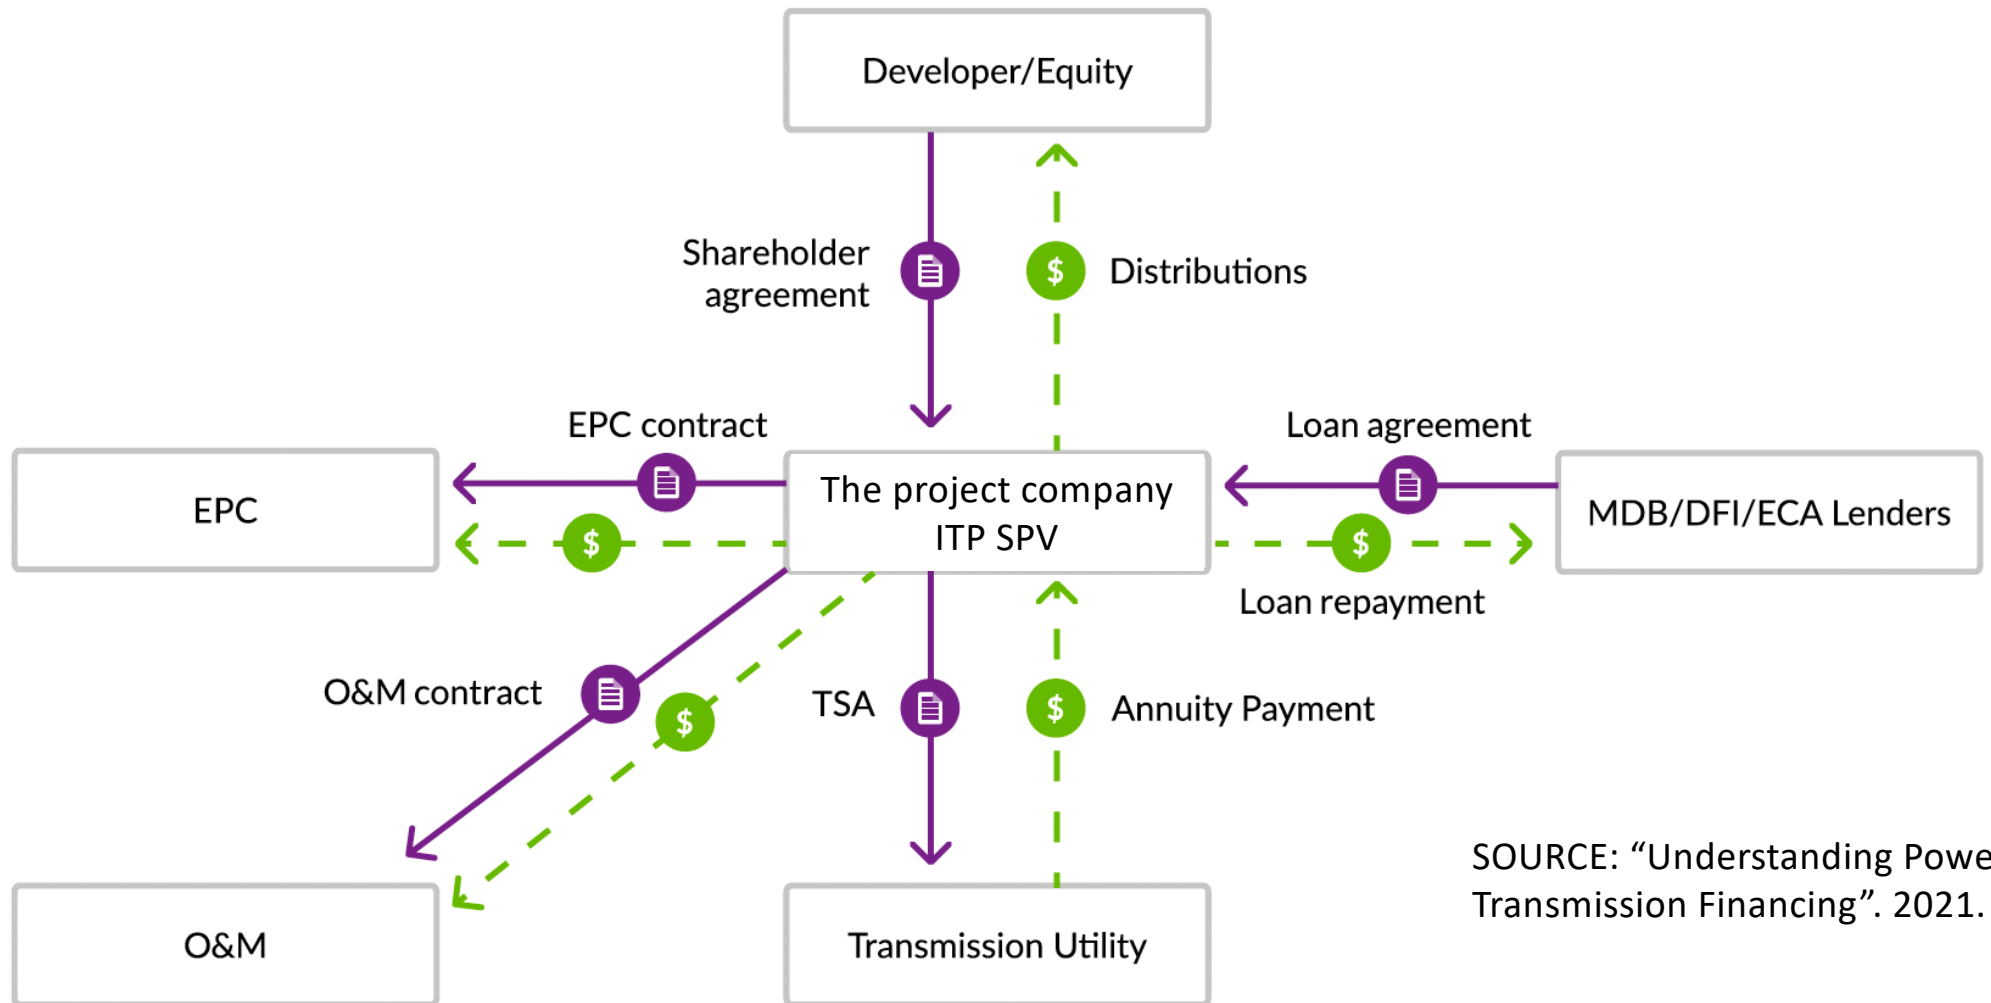 Developer/Equity
Shareholder
agreement
$
Distributions
EPC contract
Loan agreement
EPC
The project company
ITP SPV
MDB/DFI/ECA Lenders
$
$
Loan repayment
O&M contract
$
TSA
$
Annuity Payment
O&M
Transmission Utility
SOURCE: “Understanding Powe
Transmission Financing”. 2021.